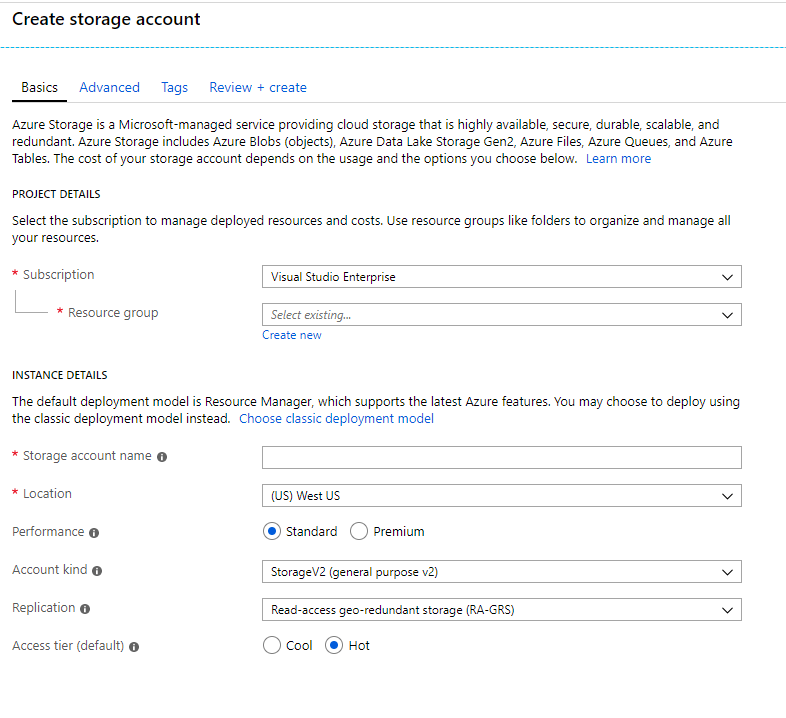 Create storage account
Basics Advanced Tags Review + create
Azure Storage is a Microsoft-managed service providing cloud storage that is highly available, secure, durable, scalable, and
redundant. Azure Storage includes Azure Blobs (objects), Azure Data Lake Storage Gen2, Azure Files, Azure Queues, and Azure
Tables. The cost of your storage account depends on the usage and the options you choose below. Learn more
PROJECT DETAILS
Select the subscription to manage deployed resources and costs. Use resource groups like folders to organize and manage all
your resources.
* Subscription Visual Studio Enterprise
* Resource group Select existing...
Create new
INSTANCE DETAILS
The default deployment model is Resource Manager, which supports the latest Azure features. You may choose to deploy using
the classic deployment model instead. Choose classic deployment model
* Storage account name
* Location (US) West US
Performance Standard Premium
Account kind StorageV2 (general purpose v2)
Replication Read-access geo-redundant storage (RA-GRS)
Access tier (default) Cool Hot